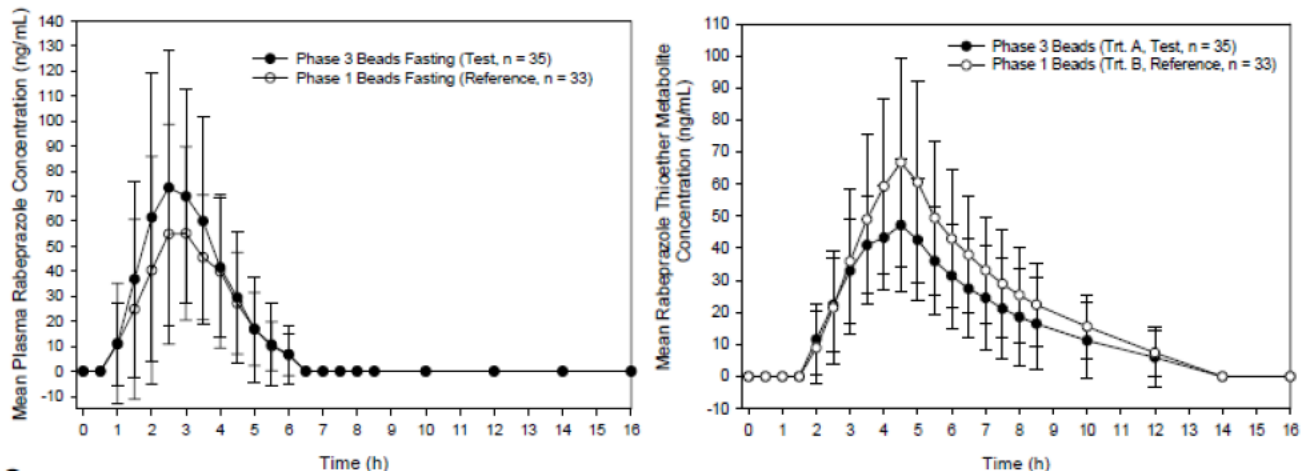 Mean Plasma Rabeprazole Concentration (ng/mL)
140
130
120
110
100
90
80
70
60
50
40
30
20
10
0
-10
Phase 3 Beads Fasting (Test, n = 35)
Phase 1 Beads Fasting (Reference, n = 33)
0 1 2 3 4 5 6 7 8 9 10 11 12 13 14 15 16
Time (h)
Mean Rabeprazole Thioether Metabolite
Concentration (ng/mL)
110
100
90
80
70
60
50
40
30
20
10
0
-10
Phase 3 Beads (Trt. A, Test, n = 35)
Phase 1 Beads (Trt. B, Reference, n = 33)
0 1 2 3 4 5 6 7 8 9 10 11 12 13 14 15 16
Time (h)